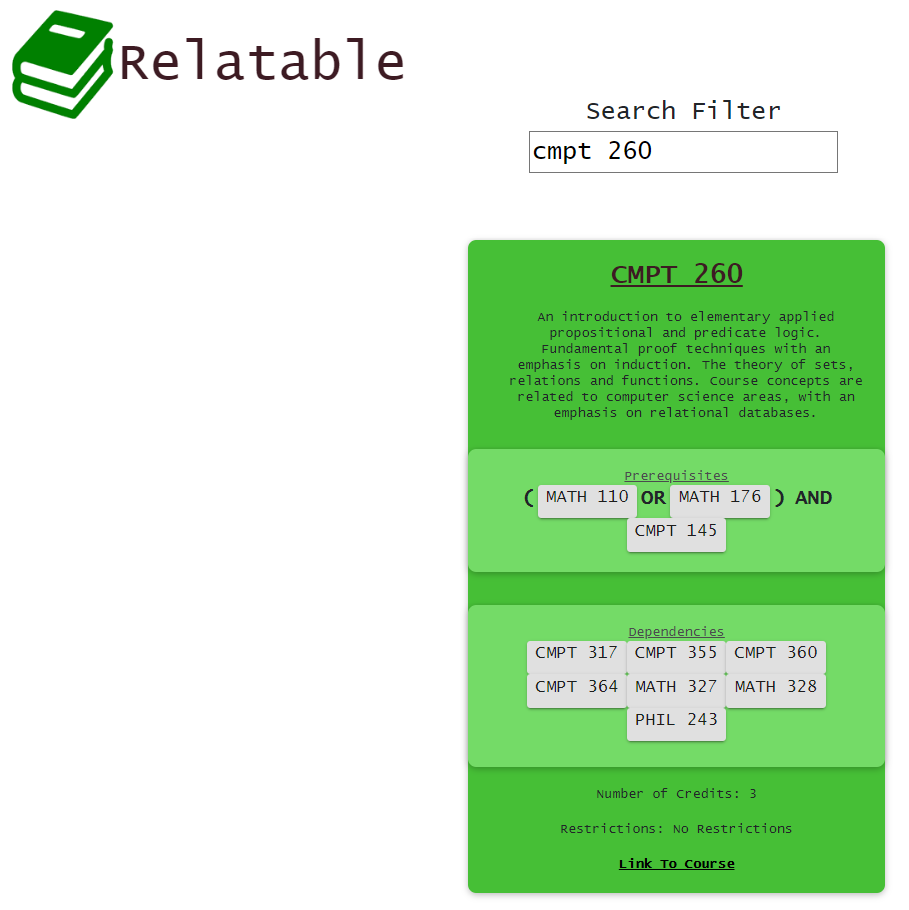 Relatable
Search Filter
cmpt 260
CMPT 260
An introduction to elementary applied
propositional and predicate logic.
Fundamental proof techniques with an
emphasis on induction. The theory of sets,
relations and functions. Course concepts are
related to computer science areas, with an
emphasis on relational databases.
Prerequisites
( MATH 110 OR MATH 176 ) AND
CMPT 145
Dependencies
CMPT 317 CMPT 355 CMPT 360
CMPT 364 MATH 327 MATH 328
PHIL 243
Number of Credits: 3
Restrictions: No Restrictions
Link To Course